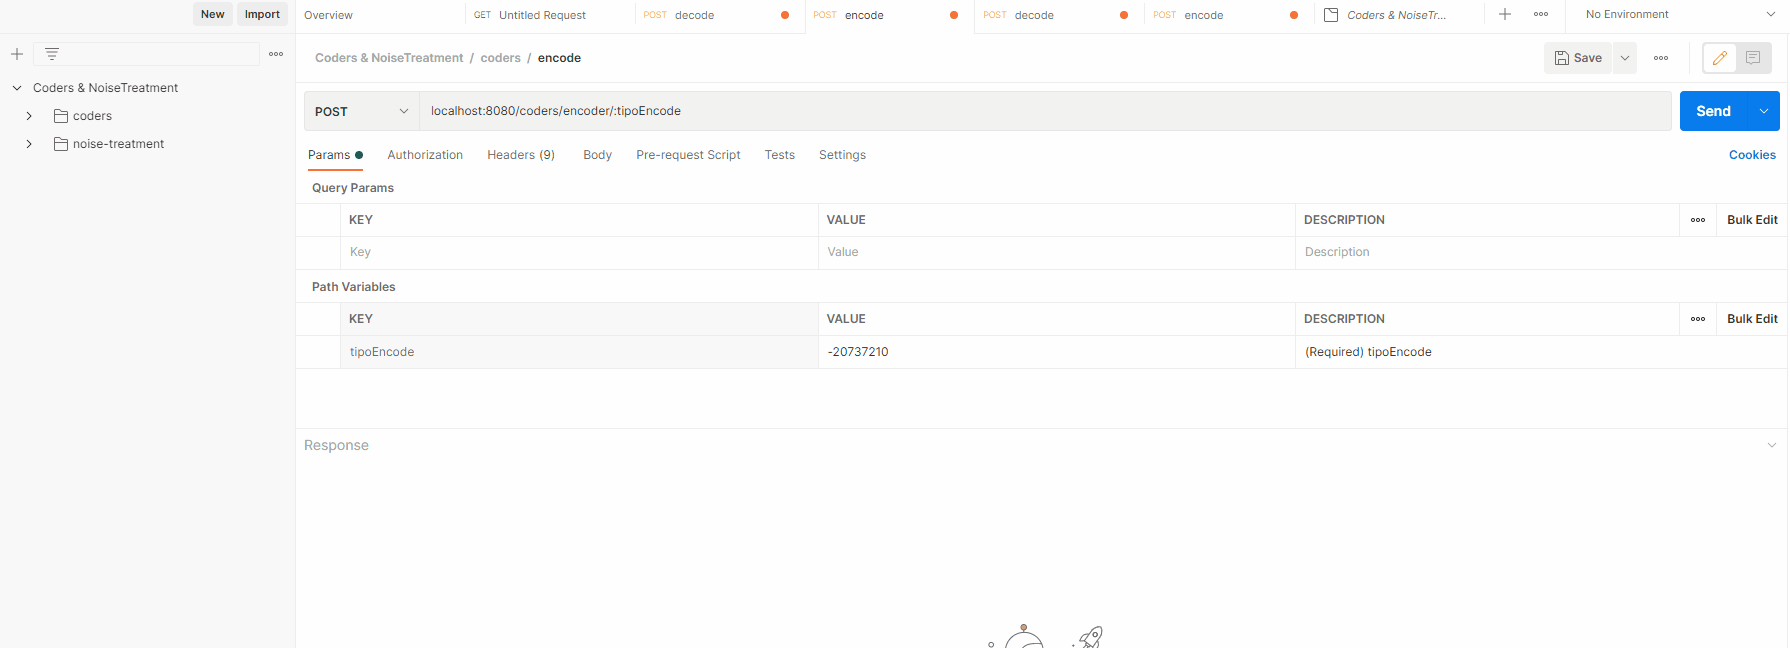 New Import Overview GET Untitled Request POST decode POST encode POST decode POST encode Coders & NoiseTr... No Environment
Coders & NoiseTreatment / coders / encode Save
Coders & NoiseTreatment
coders
noise-treatment
POST localhost:8080/coders/encoder/:tipoEncode Send
Params Authorization Headers (9) Body Pre-request Script Tests Settings Cookies
Query Params
KEY VALUE DESCRIPTION Bulk Edit
Key Value Description
Path Variables
KEY VALUE DESCRIPTION Bulk Edit
tipoEncode -20737210 (Required) tipoEncode
Response